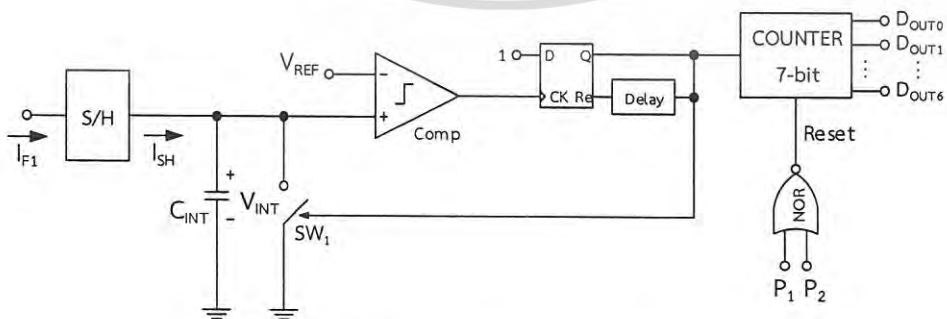 I_F1
S/H
I_SH
C_INT
+
-
V_INT
SW_1
V_REF
-
+
Comp
1
D Q
CK Re
Delay
COUNTER
7-bit
D_OUT0
D_OUT1
D_OUT6
Reset
NOR
P_1 P_2